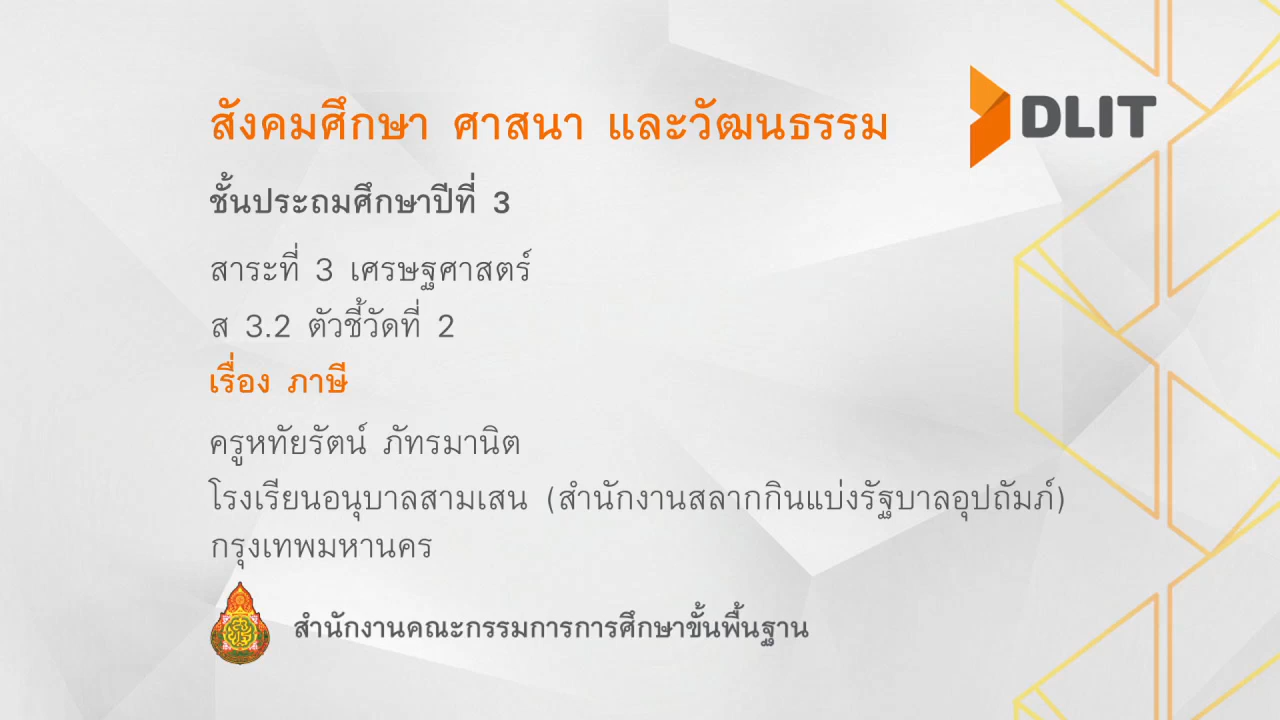 สังคมศึกษา ศาสนา และวัฒนธรรม
DLIT
ชั้นประถมศึกษาปีที่ 3
สาระที่ 3 เศรษฐศาสตร์
ส 3.2 ตัวชี้วัดที่ 2
เรื่อง ภาษี
ครูหทัยรัตน์ ภัทรมานิต
โรงเรียนอนุบาลสามเสน (สำนักงานสลากกินแบ่งรัฐบาลอุปถัมภ์)
กรุงเทพมหานคร
สำนักงานคณะกรรมการการศึกษาขั้นพื้นฐาน